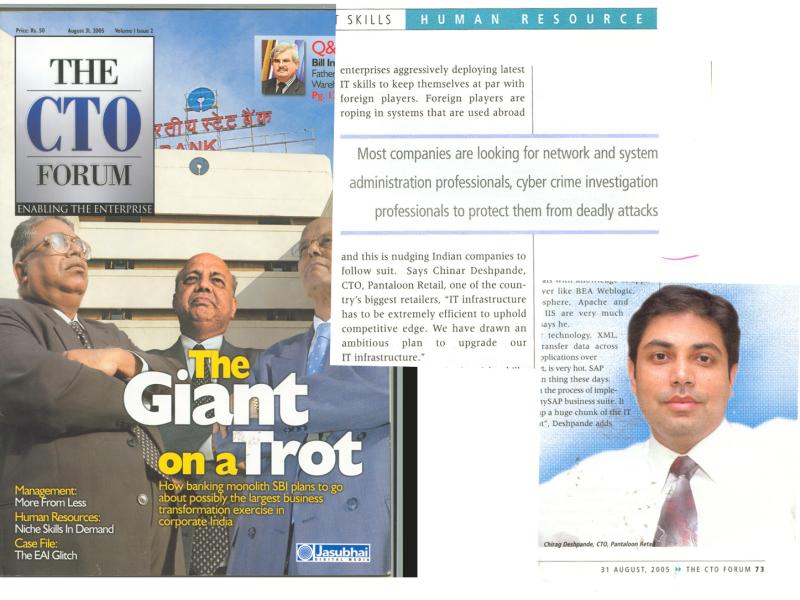 Price: Rs. 50 August 31, 2005 Volume 1 Issue 2
THE
CTO
FORUM
ENABLING THE ENTERPRISE
Q&
Bill In
Father
Wareh
Pg. 1
रतीय स्टेट बैंक
BANK
The
Giant
on a Trot
How banking monolith SBI plans to go
about possibly the largest business
transformation exercise in
corporate India
Management:
More From Less
Human Resources:
Niche Skills In Demand
Case File:
The EAI Glitch
Jasubhai
DIGITAL MEDIA
T SKILLS HUMAN RESOURCE
enterprises aggressively deploying latest
IT skills to keep themselves at par with
foreign players. Foreign players are
roping in systems that are used abroad
Most companies are looking for network and system
administration professionals, cyber crime investigation
professionals to protect them from deadly attacks
and this is nudging Indian companies to
follow suit. Says Chinar Deshpande,
CTO, Pantaloon Retail, one of the coun-
try's biggest retailers, "IT infrastructure
has to be extremely efficient to uphold
competitive edge. We have drawn an
ambitious plan to upgrade our
IT infrastructure."
ver like BEA Weblogic,
sphere, Apache and
IIS are very much
says he.
technology, XML,
ransfer data across
pplications over
t, is very hot. SAP
n thing these days.
n the process of imple-
ySAP business suite. It
p a huge chunk of the IT
t", Deshpande adds.
Chirag Deshpande, CTO, Pantaloon Retail
31 AUGUST, 2005 THE CTO FORUM 73